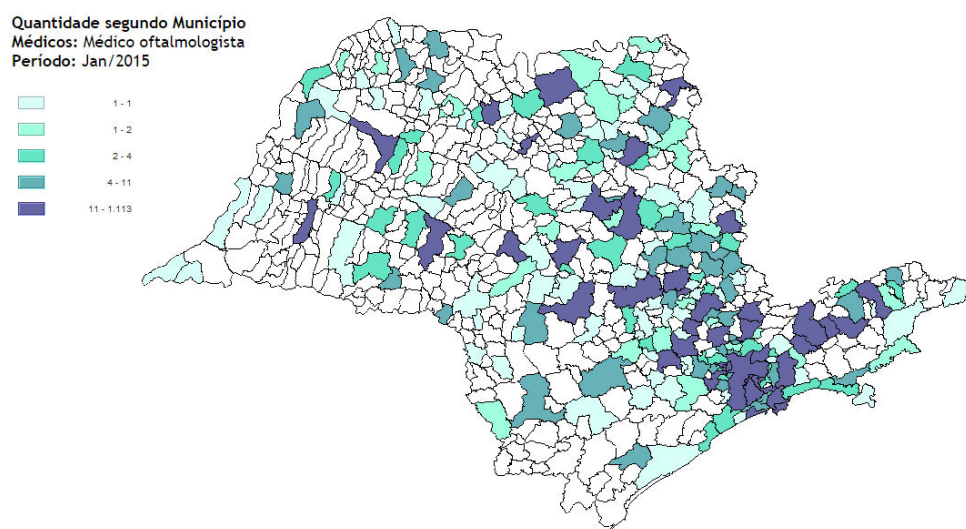 Quantidade segundo Município
Médicos: Médico oftalmologista
Período: Jan/2015
1 - 1
1 - 2
2 - 4
4 - 11
11 - 1.113